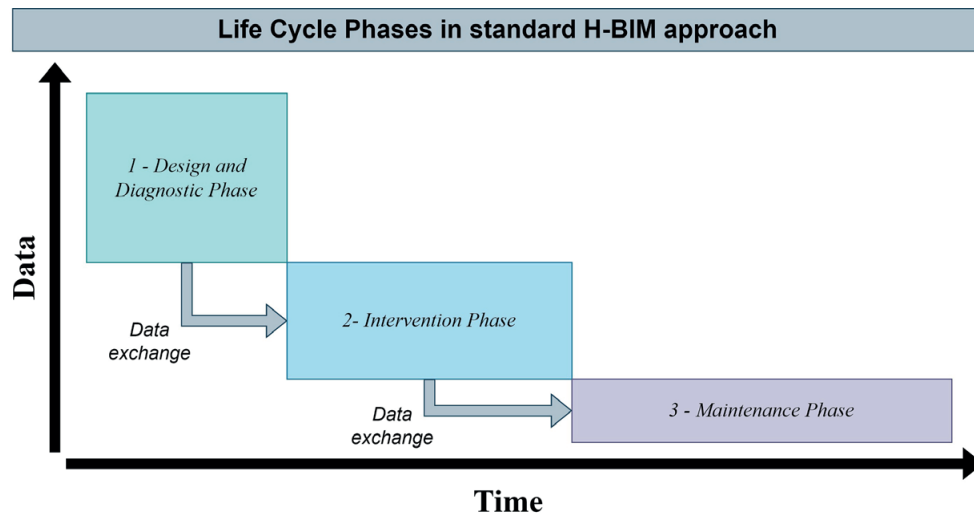 Life Cycle Phases in standard H-BIM approach
1 - Design and
Diagnostic Phase
Data
Data
exchange
2- Intervention Phase
Data
exchange
3 - Maintenance Phase
Time